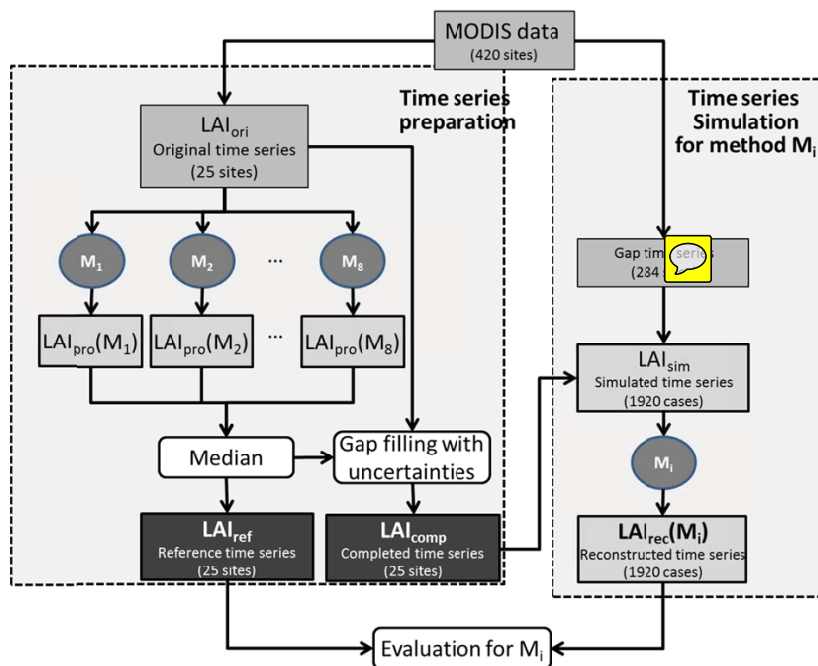 MODIS data
(420 sites)
Time series
preparation
Time series
Simulation
for method Mi
LAIori
Original time series
(25 sites)
M1
M2
...
M8
Gap time series
(284
LAIpro(M1)
LAIpro(M2)
...
LAIpro(M8)
LAIsim
Simulated time series
(1920 cases)
Median
Gap filling with
uncertainties
Mi
LAIref
Reference time series
(25 sites)
LAIcomp
Completed time series
(25 sites)
LAIrec(Mi)
Reconstructed time series
(1920 cases)
Evaluation for Mi